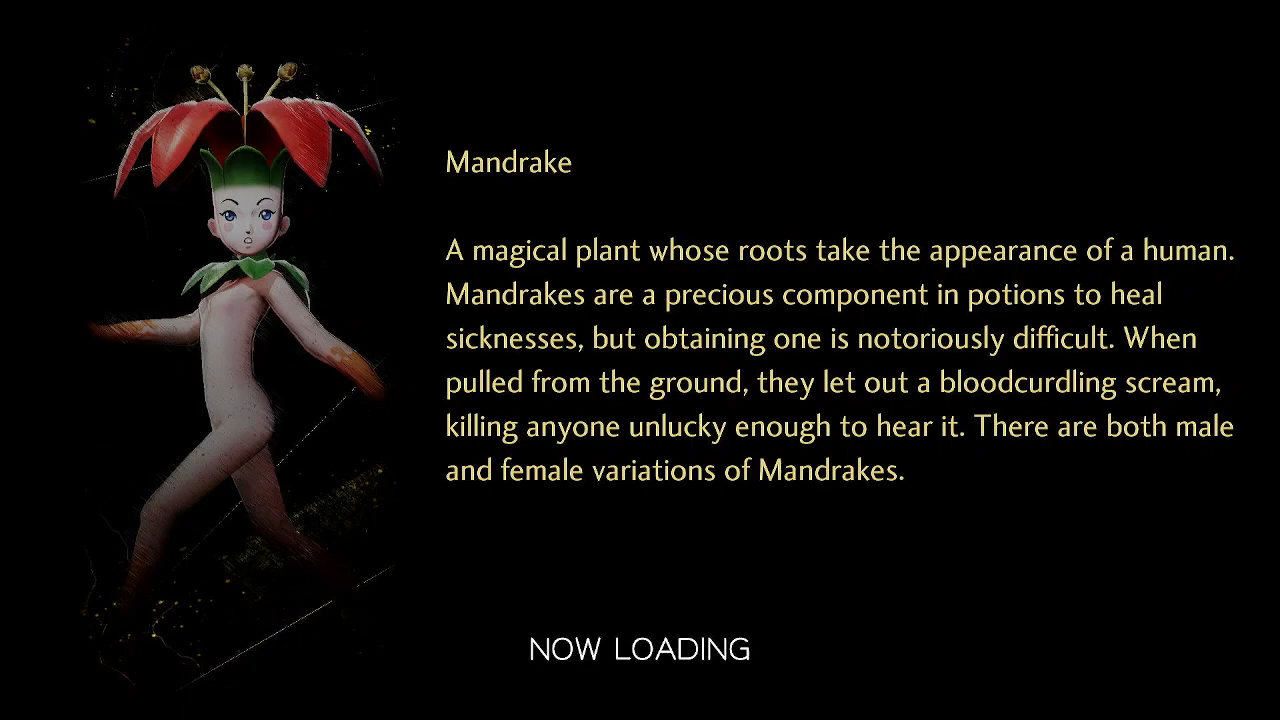 Mandrake
A magical plant whose roots take the appearance of a human.
Mandrakes are a precious component in potions to heal
sicknesses, but obtaining one is notoriously difficult. When
pulled from the ground, they let out a bloodcurdling scream,
killing anyone unlucky enough to hear it. There are both male
and female variations of Mandrakes.
NOW LOADING